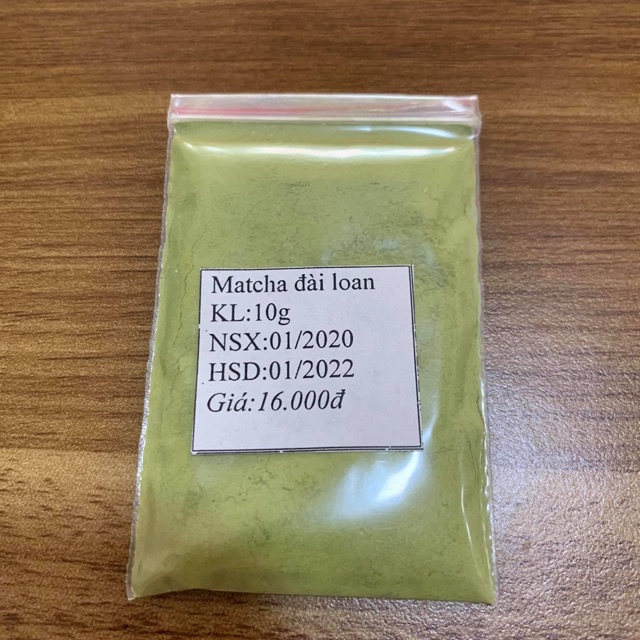 Matcha đài loan
KL:10g
NSX:01/2020
HSD:01/2022
Giá:16.000đ